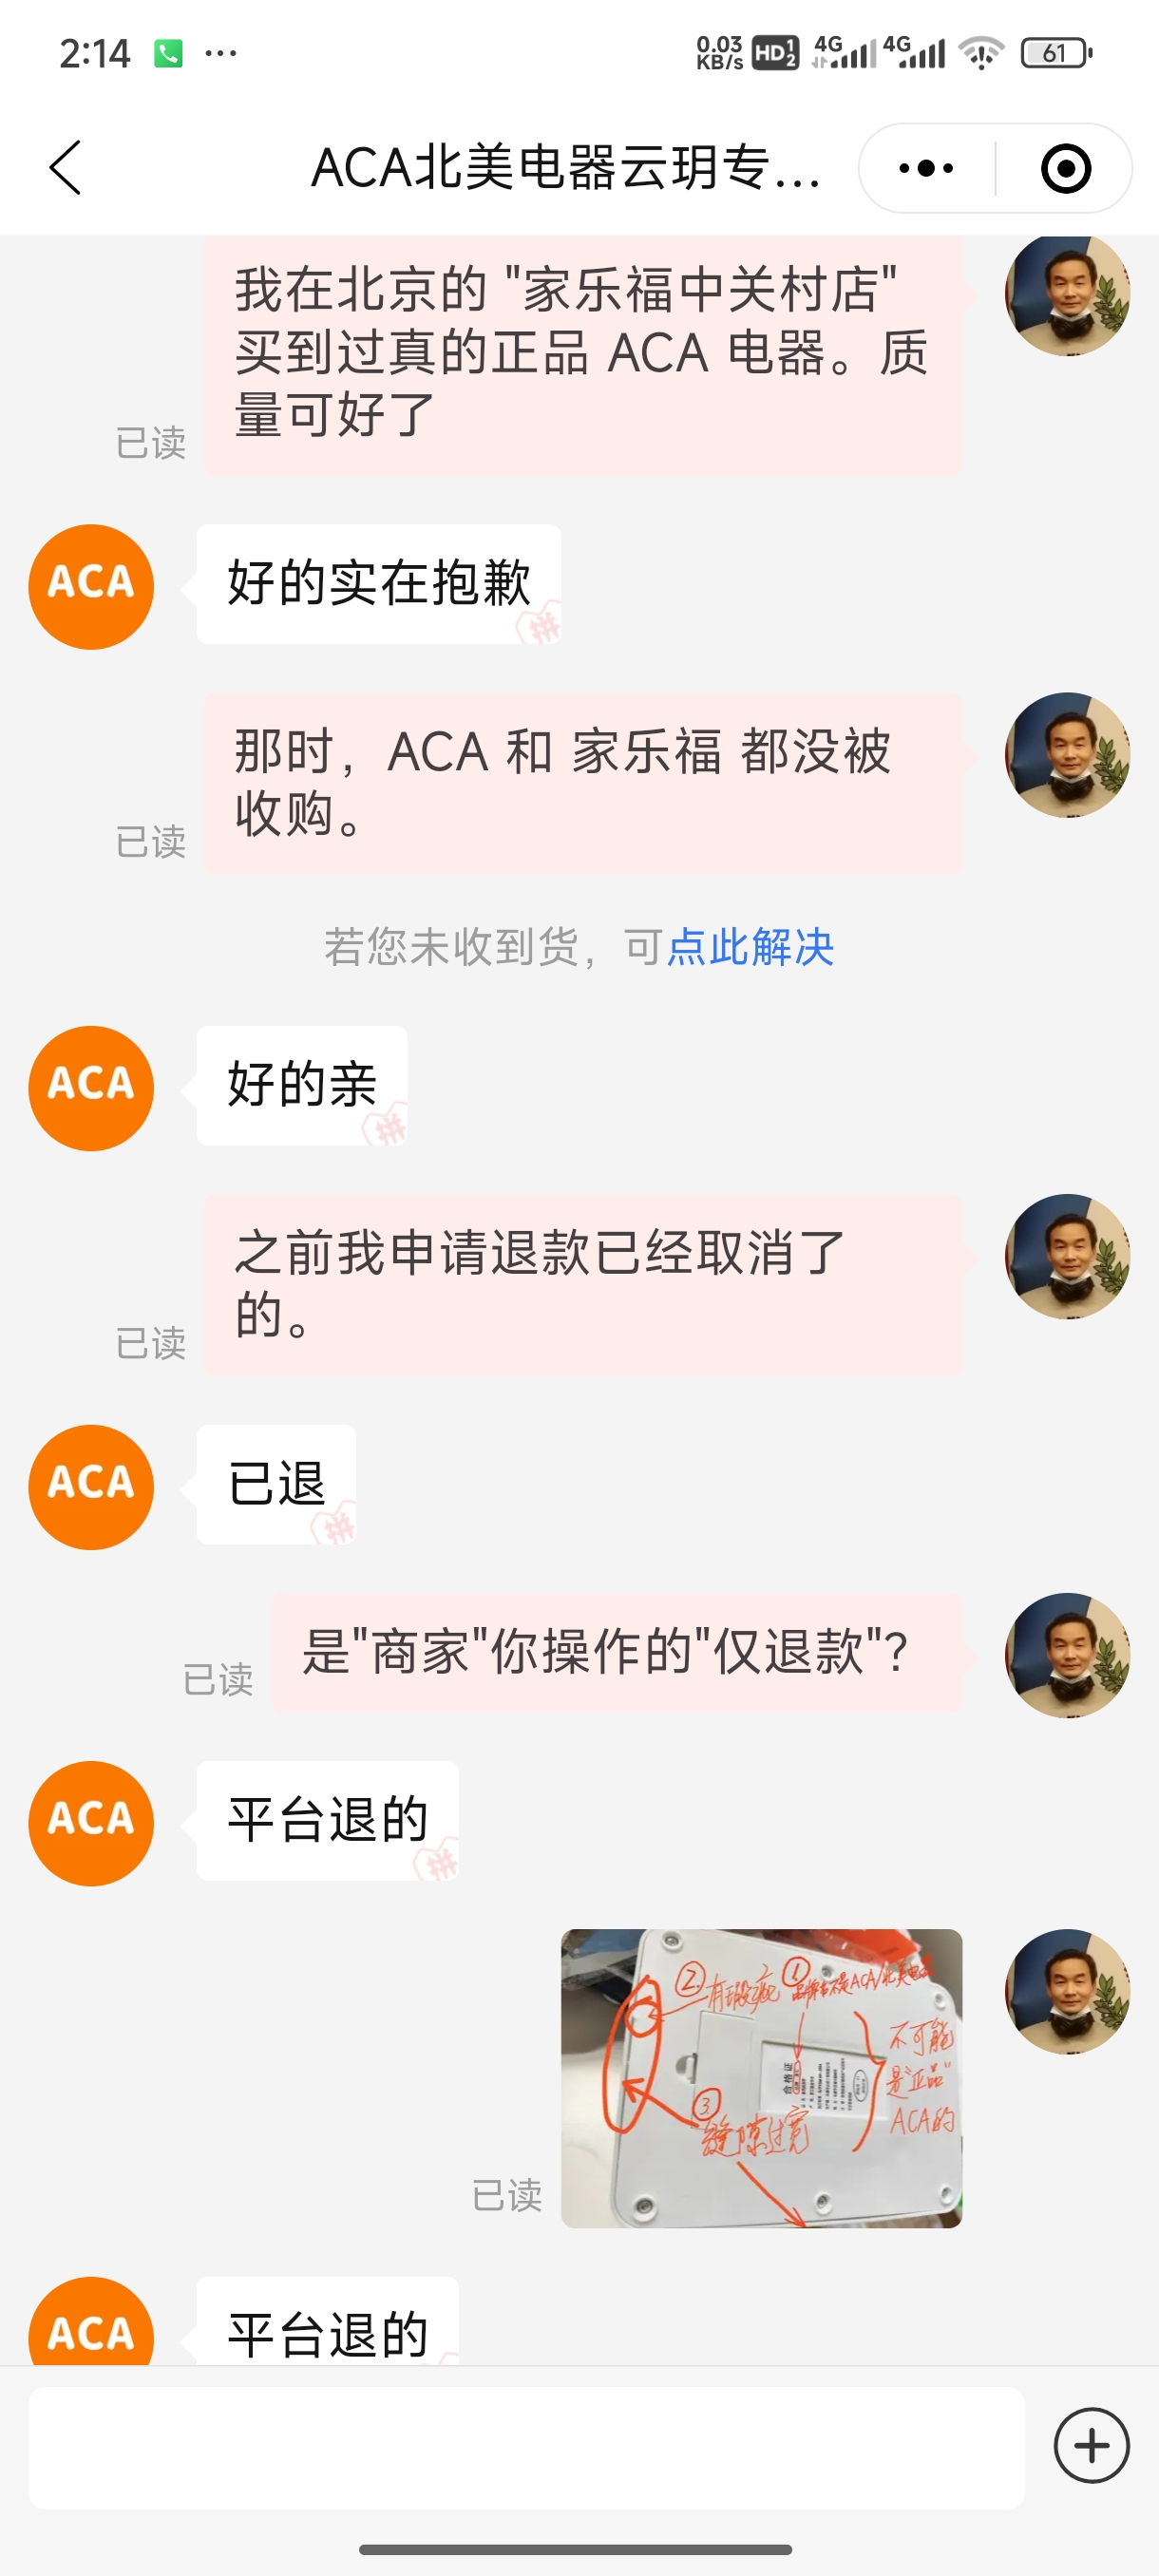 2:14
0.03
KB/s
HD 1 2
4G
4G
61
ACA北美电器云玥专...
我在北京的 "家乐福中关村店"
买到过真的正品 ACA 电器。质
量可好了
已读
ACA
好的实在抱歉
那时，ACA 和 家乐福 都没被
收购。
已读
若您未收到货，可点此解决
ACA
好的亲
之前我申请退款已经取消了
的。
已读
ACA
已退
是"商家"你操作的"仅退款"？
已读
ACA
平台退的
② 有瑕疵
①
不是ACA/北美电器
不可能
是"正品"
ACA的
合格证
③
缝隙过宽
已读
ACA
平台退的